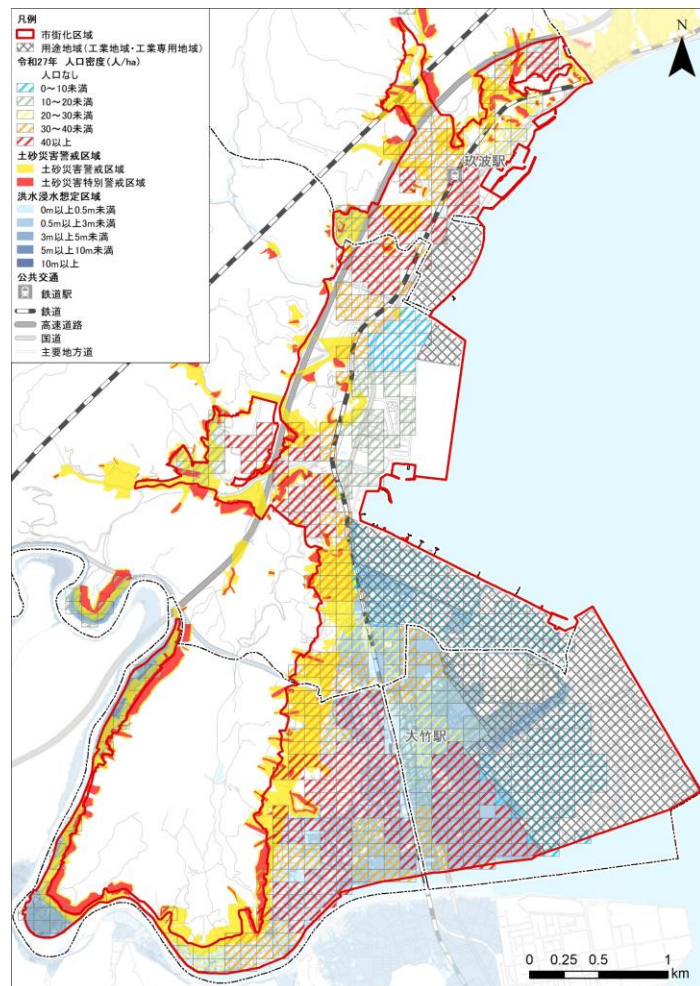 凡例
市街化区域
用途地域(工業地域・工業専用地域)
令和27年 人口密度(人/ha)
人口なし
0～10未満
10～20未満
20～30未満
30～40未満
40以上
土砂災害警戒区域
土砂災害警戒区域
土砂災害特別警戒区域
洪水浸水想定区域
0m以上0.5m未満
0.5m以上3m未満
3m以上5m未満
5m以上10m未満
10m以上
公共交通
鉄道駅
鉄道
高速道路
国道
主要地方道
N
玖波駅
大竹駅
0 0.25 0.5 1
km